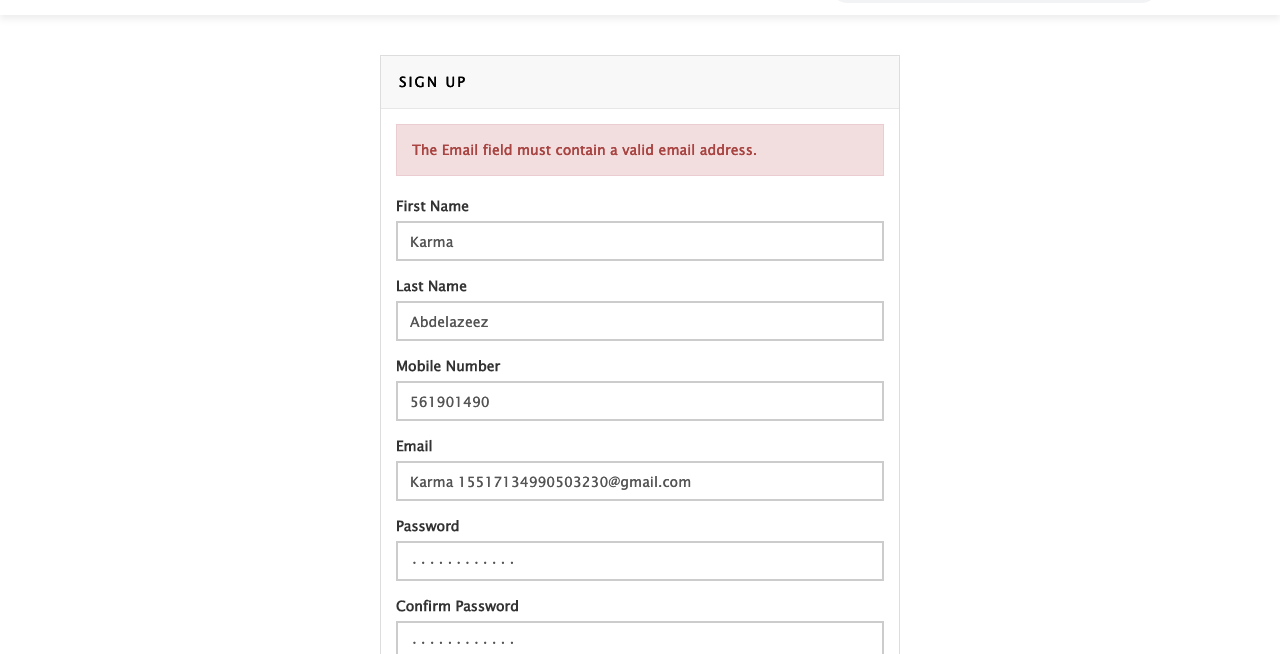 SIGN UP
The Email field must contain a valid email address.
First Name
Karma
Last Name
Abdelazeez
Mobile Number
561901490
Email
Karma 15517134990503230@gmail.com
Password
............
Confirm Password
............